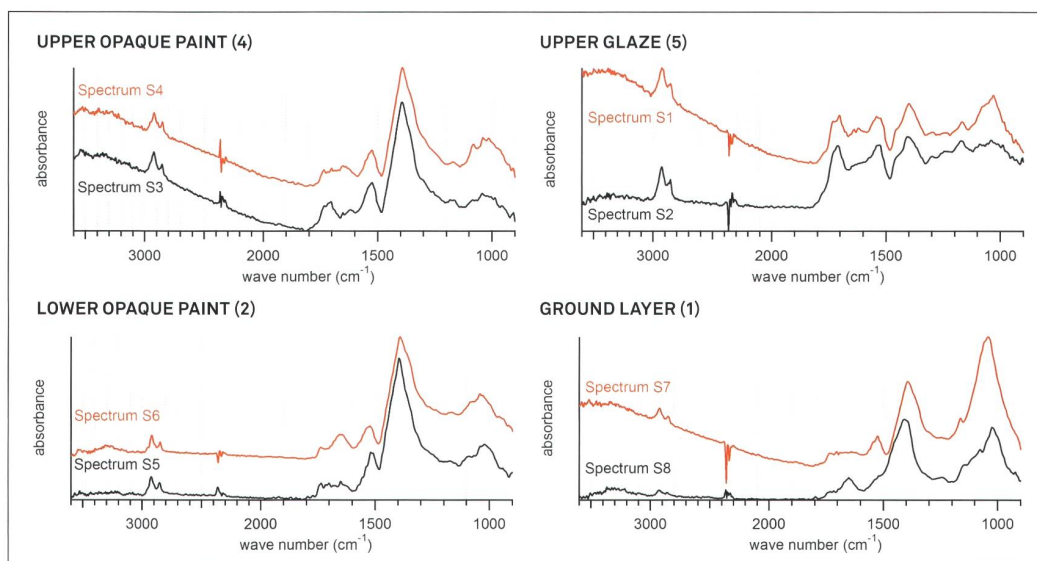 UPPER OPAQUE PAINT (4)
absorbance
Spectrum S4
Spectrum S3
3000 2000 1500 1000
wave number (cm⁻¹)
UPPER GLAZE (5)
absorbance
Spectrum S1
Spectrum S2
3000 2000 1500 1000
wave number (cm⁻¹)
LOWER OPAQUE PAINT (2)
absorbance
Spectrum S6
Spectrum S5
3000 2000 1500 1000
wave number (cm⁻¹)
GROUND LAYER (1)
absorbance
Spectrum S7
Spectrum S8
3000 2000 1500 1000
wave number (cm⁻¹)